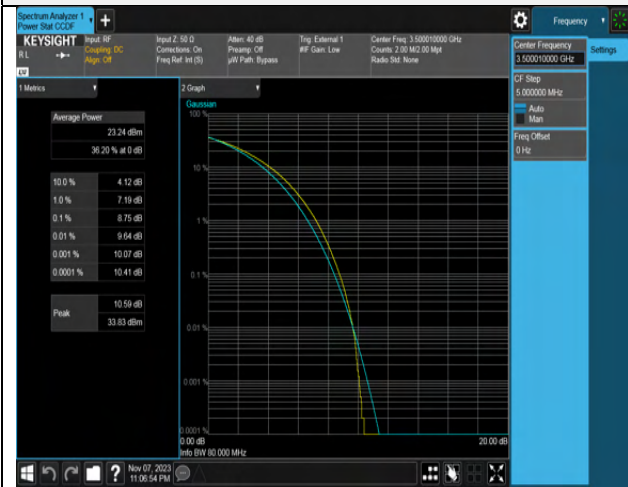 Spectrum Analyzer 1
Power Stat CCDF
Frequency
KEYSIGHT
R L
Input: RF
Coupling: DC
Align: Off
Input Z: 50 Ω
Corrections: On
Freq Ref: Int (S)
Atten: 40 dB
Preamp: Off
µW Path: Bypass
Trig: External 1
#IF Gain: Low
Center Freq: 3.500010000 GHz
Counts: 2.00 M/2.00 Mpt
Radio Std: None
Center Frequency
3.500010000 GHz
Settings
CF Step
5.000000 MHz
Auto
Man
Freq Offset
0 Hz
1 Metrics
2 Graph
Average Power
23.24 dBm
36.20 % at 0 dB
10.0 % 4.12 dB
1.0 % 7.19 dB
0.1 % 8.75 dB
0.01 % 9.64 dB
0.001 % 10.07 dB
0.0001 % 10.41 dB
Peak
10.59 dB
33.83 dBm
Gaussian
100 %
10 %
1 %
0.1 %
0.01 %
0.001 %
0.0001 %
0.00 dB
20.00 dB
Info BW 80.000 MHz
Nov 07, 2023
11:06:54 PM